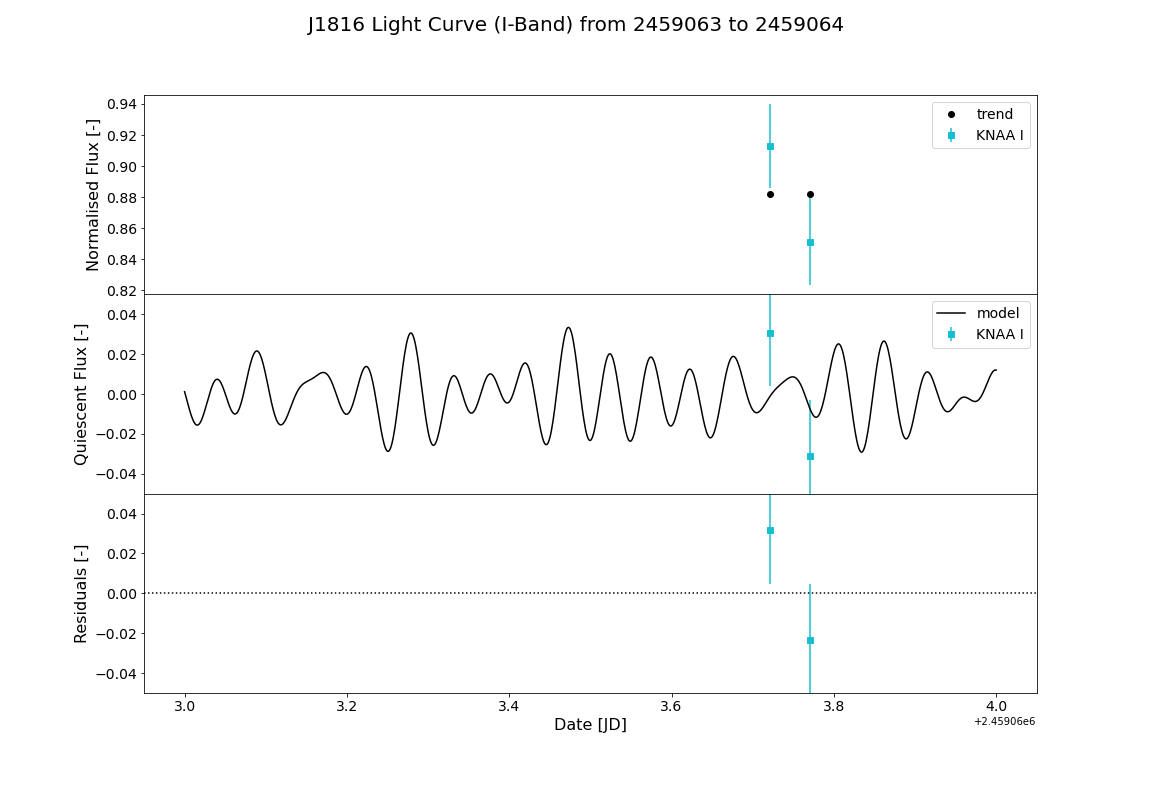 J1816 Light Curve (I-Band) from 2459063 to 2459064
Normalised Flux [-]
0.94
0.92
0.90
0.88
0.86
0.84
0.82
trend
KNAA I
Quiescent Flux [-]
0.04
0.02
0.00
−0.02
−0.04
model
KNAA I
Residuals [-]
0.04
0.02
0.00
−0.02
−0.04
3.0 3.2 3.4 3.6 3.8 4.0
Date [JD]
+2.45906e6